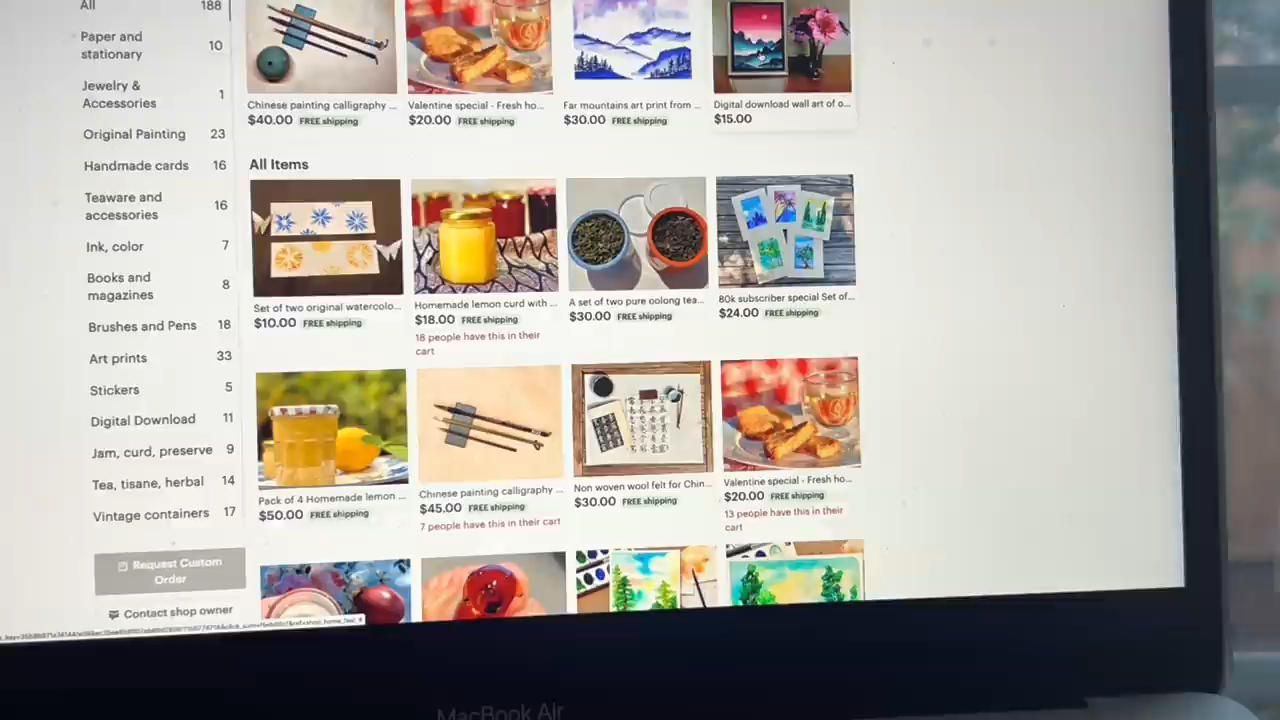 All 188
Paper and stationary 10
Jewelry & Accessories 1
Original Painting 23
Handmade cards 16
Teaware and accessories 16
Ink, color 7
Books and magazines 8
Brushes and Pens 18
Art prints 33
Stickers 5
Digital Download 11
Jam, curd, preserve 9
Tea, tisane, herbal 14
Vintage containers 17
Request Custom Order
Contact shop owner
Chinese painting calligraphy ...
$40.00 FREE shipping
Valentine special - Fresh ho...
$20.00 FREE shipping
Far mountains art print from ...
$30.00 FREE shipping
Digital download wall art of o...
$15.00
All Items
Set of two original watercolo...
$10.00 FREE shipping
Homemade lemon curd with ...
$18.00 FREE shipping
18 people have this in their
cart
A set of two pure oolong tea...
$30.00 FREE shipping
80k subscriber special Set of...
$24.00 FREE shipping
Pack of 4 Homemade lemon ...
$50.00 FREE shipping
Chinese painting calligraphy ...
$45.00 FREE shipping
7 people have this in their cart
Non woven wool felt for Chin...
$30.00 FREE shipping
Valentine special - Fresh ho...
$20.00 FREE shipping
13 people have this in their
cart
MacBook Air